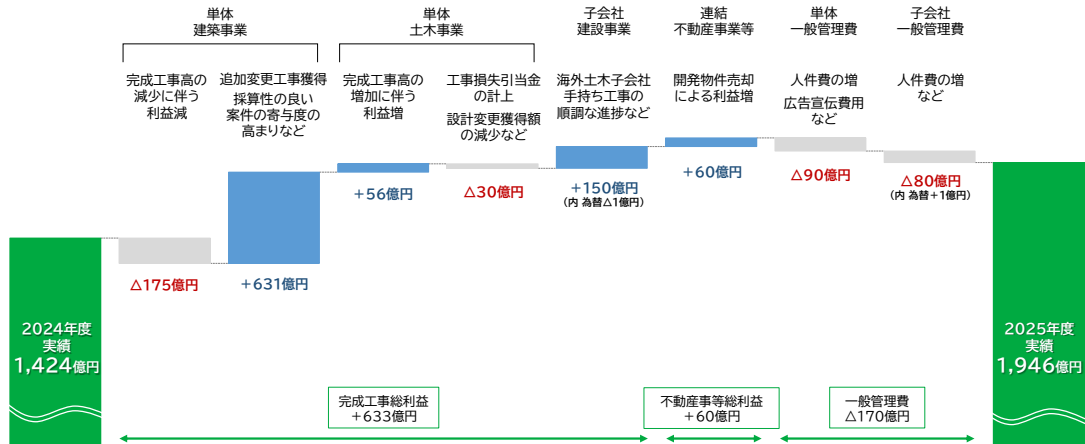 単体
建築事業
単体
土木事業
子会社
建設事業
連結
不動産事業等
単体
一般管理費
子会社
一般管理費
完成工事高の
減少に伴う
利益減
追加変更工事獲得
採算性の良い
案件の寄与度の
高まりなど
完成工事高の
増加に伴う
利益増
工事損失引当金
の計上
設計変更獲得額
の減少など
海外土木子会社
手持ち工事の
順調な進捗など
開発物件売却
による利益増
人件費の増
広告宣伝費用
など
人件費の増
など
△175億円
+631億円
+56億円
△30億円
+150億円
(内 為替△1億円)
+60億円
△90億円
△80億円
(内 為替+1億円)
2024年度
実績
1,424億円
2025年度
実績
1,946億円
完成工事総利益
+633億円
不動産事等総利益
+60億円
一般管理費
△170億円